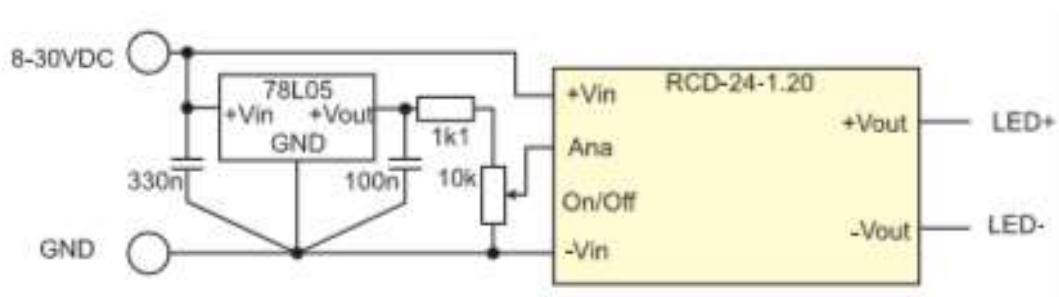 8-30VDC
78L05
+Vin
+Vout
GND
330n
100n
1k1
10k
GND
RCD-24-1.20
+Vin
Ana
On/Off
-Vin
+Vout
-Vout
LED+
LED-